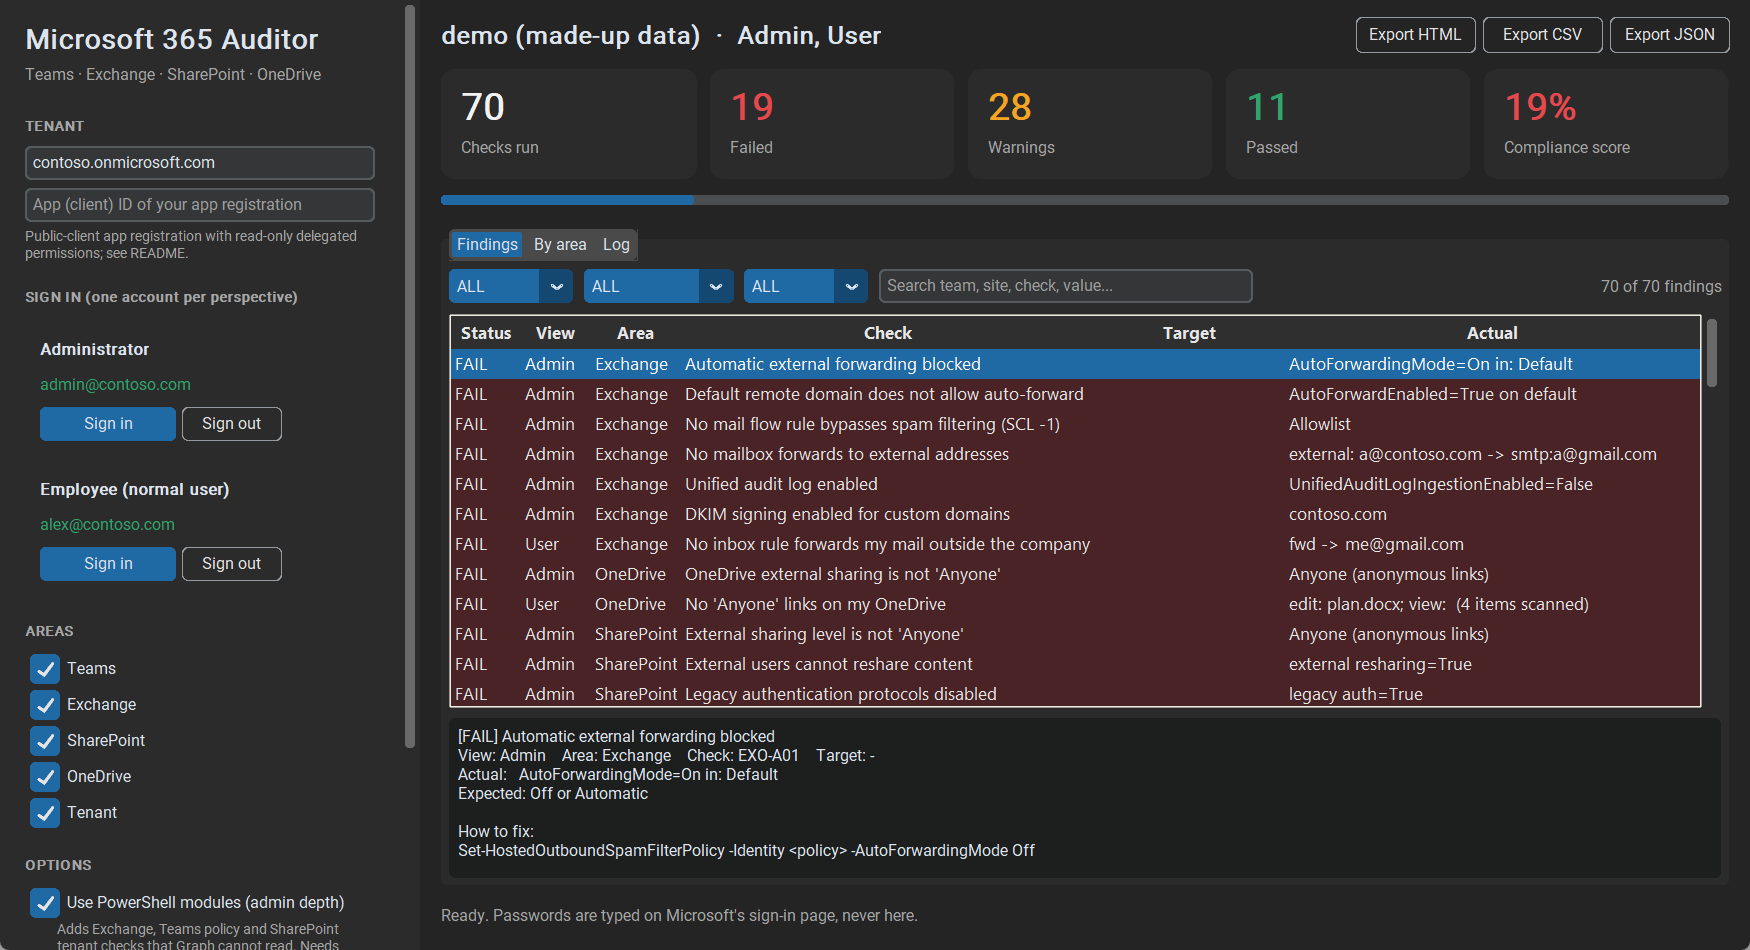 Microsoft 365 Auditor
Teams · Exchange · SharePoint · OneDrive
TENANT
contoso.onmicrosoft.com
App (client) ID of your app registration
Public-client app registration with read-only delegated
permissions; see README.
SIGN IN (one account per perspective)
Administrator
admin@contoso.com
Sign in Sign out
Employee (normal user)
alex@contoso.com
Sign in Sign out
AREAS
Teams
Exchange
SharePoint
OneDrive
Tenant
OPTIONS
Use PowerShell modules (admin depth)
Adds Exchange, Teams policy and SharePoint
tenant checks that Graph cannot read. Needs
demo (made-up data) · Admin, User
Export HTML Export CSV Export JSON
70 19 28 11 19%
Checks run Failed Warnings Passed Compliance score
Findings By area Log
ALL ALL ALL Search team, site, check, value... 70 of 70 findings
Status View Area Check Target Actual
FAIL Admin Exchange Automatic external forwarding blocked AutoForwardingMode=On in: Default
FAIL Admin Exchange Default remote domain does not allow auto-forward AutoForwardEnabled=True on default
FAIL Admin Exchange No mail flow rule bypasses spam filtering (SCL -1) Allowlist
FAIL Admin Exchange No mailbox forwards to external addresses external: a@contoso.com -> smtp:a@gmail.com
FAIL Admin Exchange Unified audit log enabled UnifiedAuditLogIngestionEnabled=False
FAIL Admin Exchange DKIM signing enabled for custom domains contoso.com
FAIL User Exchange No inbox rule forwards my mail outside the company fwd -> me@gmail.com
FAIL Admin OneDrive OneDrive external sharing is not 'Anyone' Anyone (anonymous links)
FAIL User OneDrive No 'Anyone' links on my OneDrive edit: plan.docx; view: (4 items scanned)
FAIL Admin SharePoint External sharing level is not 'Anyone' Anyone (anonymous links)
FAIL Admin SharePoint External users cannot reshare content external resharing=True
FAIL Admin SharePoint Legacy authentication protocols disabled legacy auth=True
[FAIL] Automatic external forwarding blocked
View: Admin Area: Exchange Check: EXO-A01 Target: -
Actual: AutoForwardingMode=On in: Default
Expected: Off or Automatic
How to fix:
Set-HostedOutboundSpamFilterPolicy -Identity <policy> -AutoForwardingMode Off
Ready. Passwords are typed on Microsoft's sign-in page, never here.